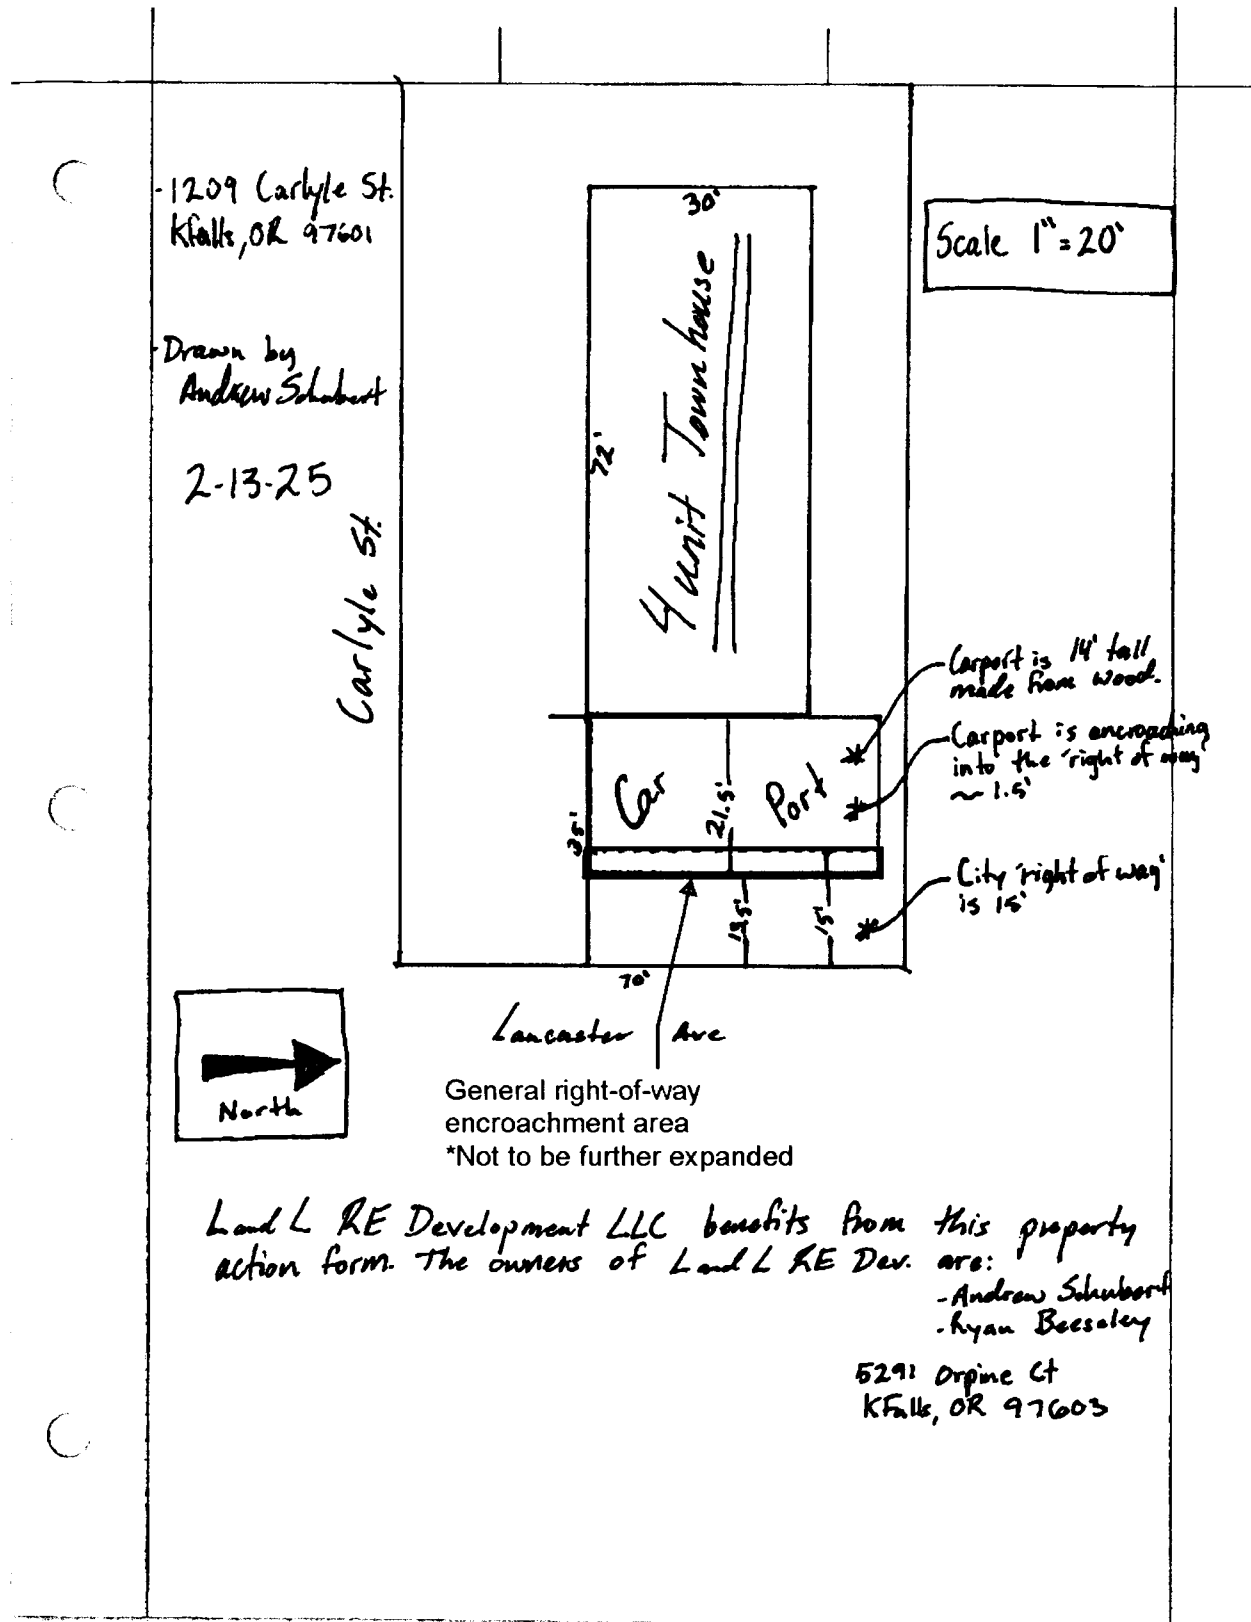 -1209 Carlyle St.
KFalls, OR 97601
30'
Scale 1"=20'
-Drawn by
Andrew Schubert
2-13-25
72'
4 unit Townhouse
Carlyle St.
Carport is 14' tall
made from wood.
Carport is encroaching
into the 'right of way'
~ 1.5'
Car
21.5'
Port
City 'right of way'
is 15'
13.5'
15'
70'
Lancaster Ave
North
General right-of-way
encroachment area
*Not to be further expanded
L and L RE Development LLC benefits from this property
action form. The owners of L and L RE Dev. are:
-Andrew Schubert
-Ryan Beesley
5291 Orpine Ct
KFalls, OR 97603